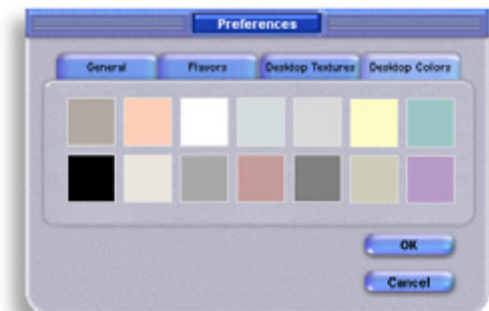 Preferences
General Flavors Desktop Textures Desktop Colors
OK
Cancel